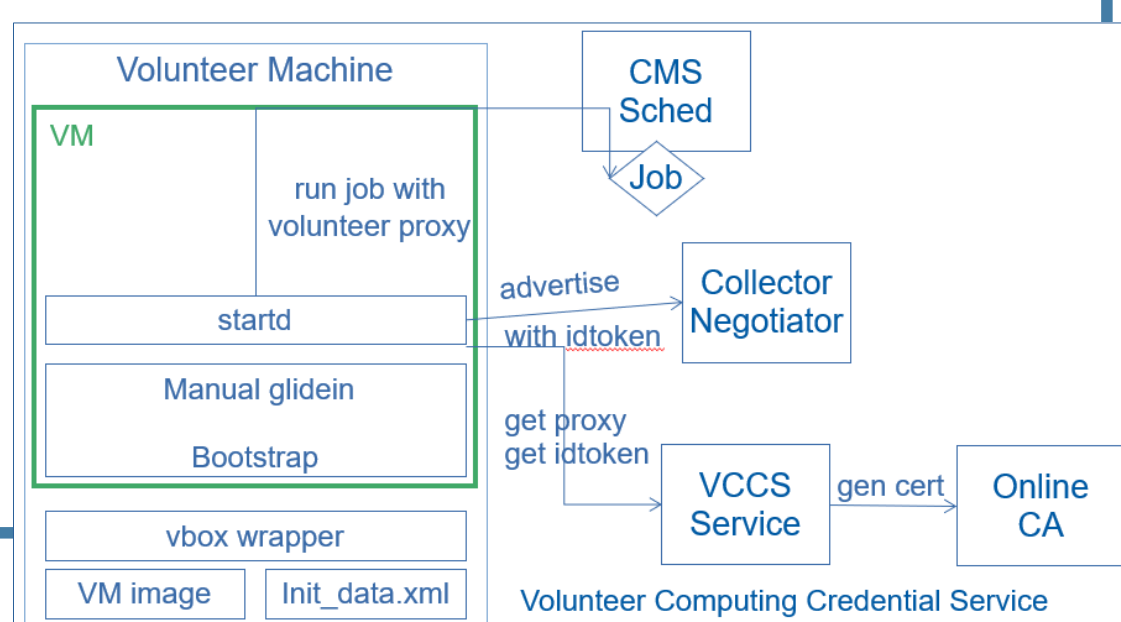 Volunteer Machine
VM
run job with
volunteer proxy
startd
Manual glidein
Bootstrap
vbox wrapper
VM image
Init_data.xml
CMS
Sched
Job
advertise
with idtoken
Collector
Negotiator
get proxy
get idtoken
VCCS
Service
gen cert
Online
CA
Volunteer Computing Credential Service